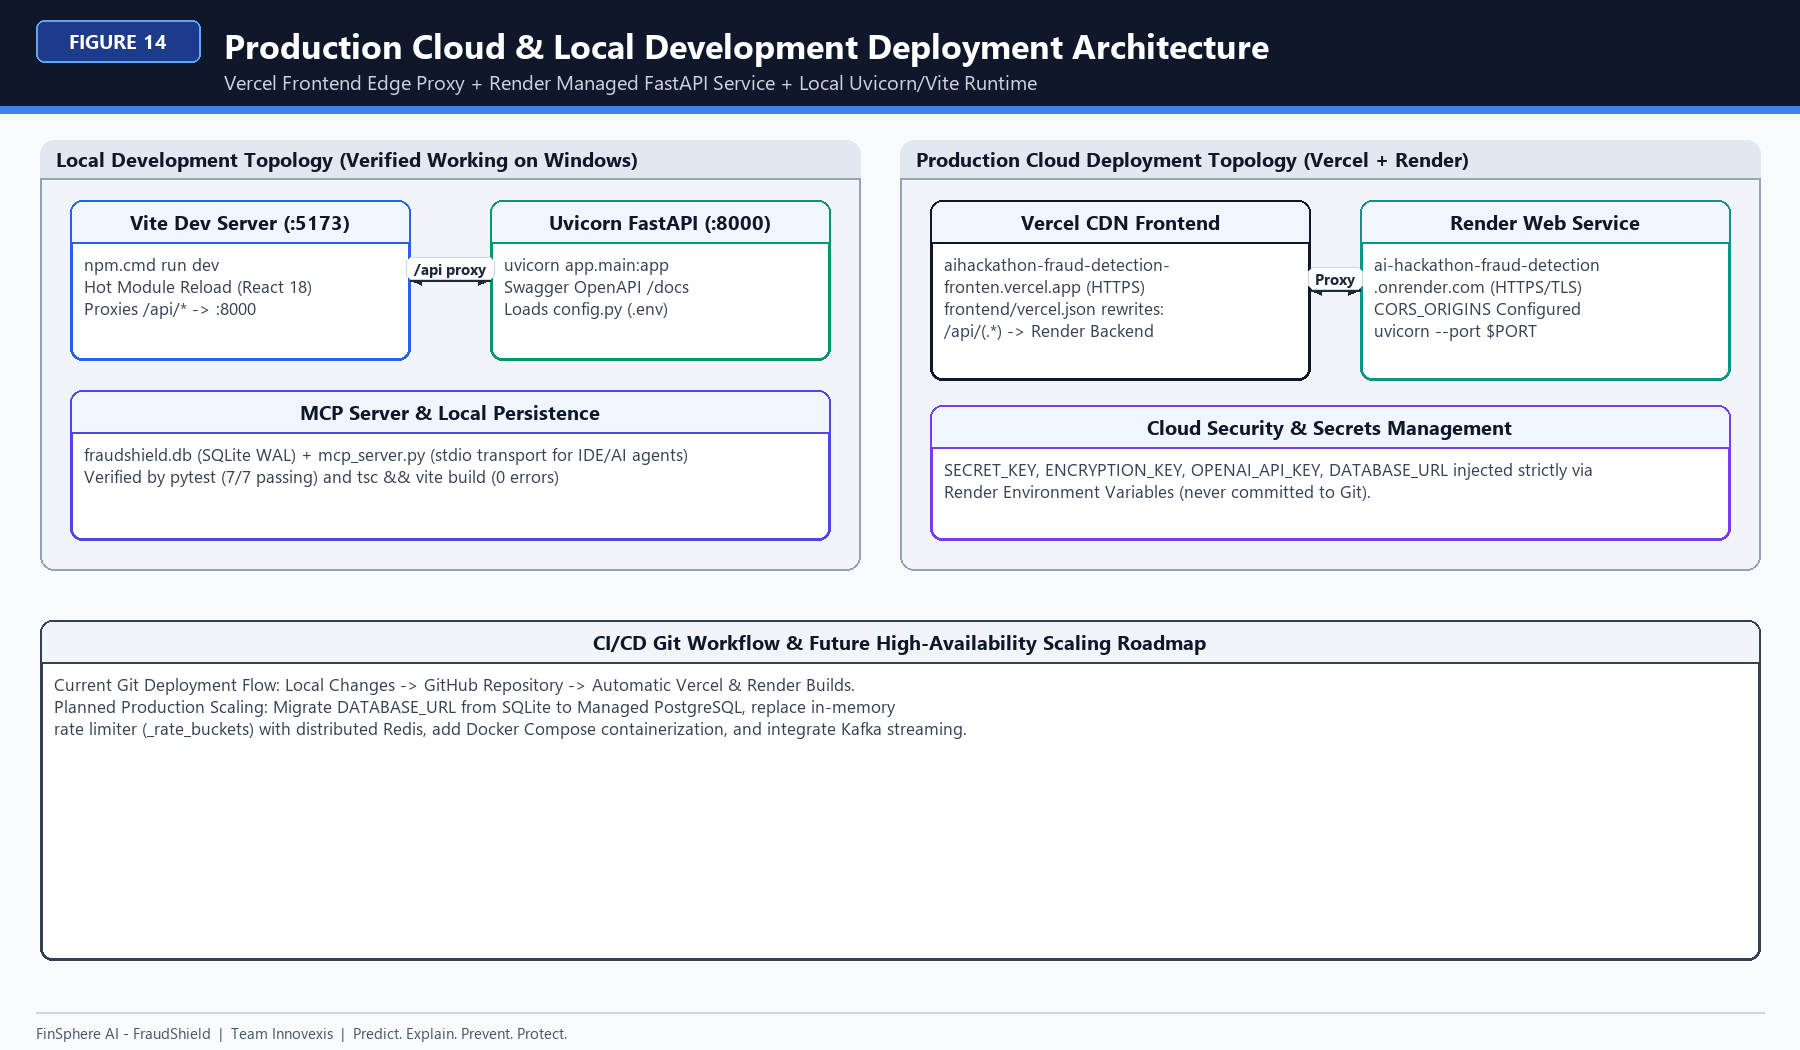 FIGURE 14
Production Cloud & Local Development Deployment Architecture
Vercel Frontend Edge Proxy + Render Managed FastAPI Service + Local Uvicorn/Vite Runtime
Local Development Topology (Verified Working on Windows)
Vite Dev Server (:5173)
npm.cmd run dev
Hot Module Reload (React 18)
Proxies /api/* -> :8000
/api proxy
Uvicorn FastAPI (:8000)
uvicorn app.main:app
Swagger OpenAPI /docs
Loads config.py (.env)
MCP Server & Local Persistence
fraudshield.db (SQLite WAL) + mcp_server.py (stdio transport for IDE/AI agents)
Verified by pytest (7/7 passing) and tsc && vite build (0 errors)
Production Cloud Deployment Topology (Vercel + Render)
Vercel CDN Frontend
aihackathon-fraud-detection-
fronten.vercel.app (HTTPS)
frontend/vercel.json rewrites:
/api/(.*) -> Render Backend
Proxy
Render Web Service
ai-hackathon-fraud-detection
.onrender.com (HTTPS/TLS)
CORS_ORIGINS Configured
uvicorn --port $PORT
Cloud Security & Secrets Management
SECRET_KEY, ENCRYPTION_KEY, OPENAI_API_KEY, DATABASE_URL injected strictly via
Render Environment Variables (never committed to Git).
CI/CD Git Workflow & Future High-Availability Scaling Roadmap
Current Git Deployment Flow: Local Changes -> GitHub Repository -> Automatic Vercel & Render Builds.
Planned Production Scaling: Migrate DATABASE_URL from SQLite to Managed PostgreSQL, replace in-memory
rate limiter (_rate_buckets) with distributed Redis, add Docker Compose containerization, and integrate Kafka streaming.
FinSphere AI - FraudShield | Team Innovexis | Predict. Explain. Prevent. Protect.